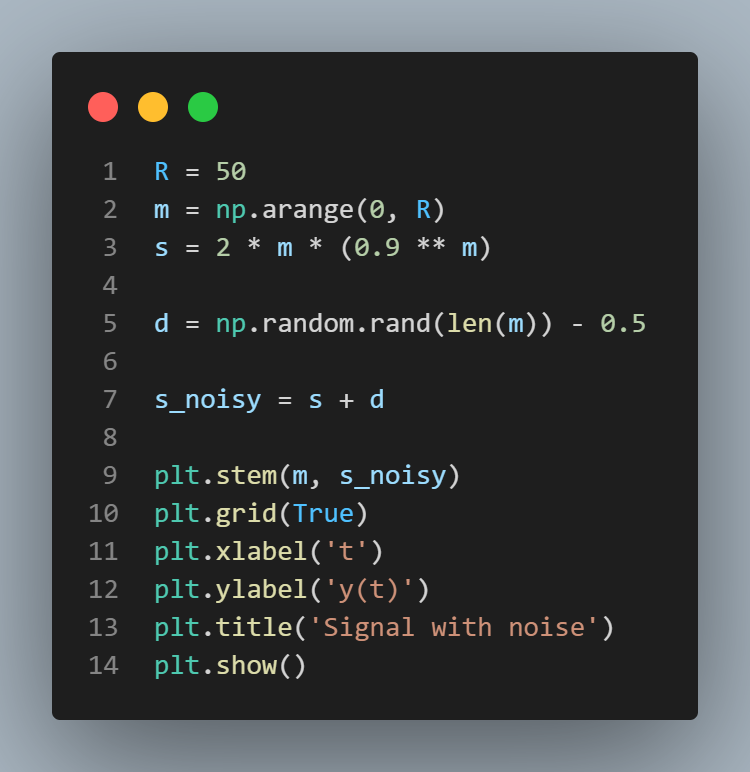 1 R = 50
2 m = np.arange(0, R)
3 s = 2 * m * (0.9 ** m)
4
5 d = np.random.rand(len(m)) - 0.5
6
7 s_noisy = s + d
8
9 plt.stem(m, s_noisy)
10 plt.grid(True)
11 plt.xlabel('t')
12 plt.ylabel('y(t)')
13 plt.title('Signal with noise')
14 plt.show()